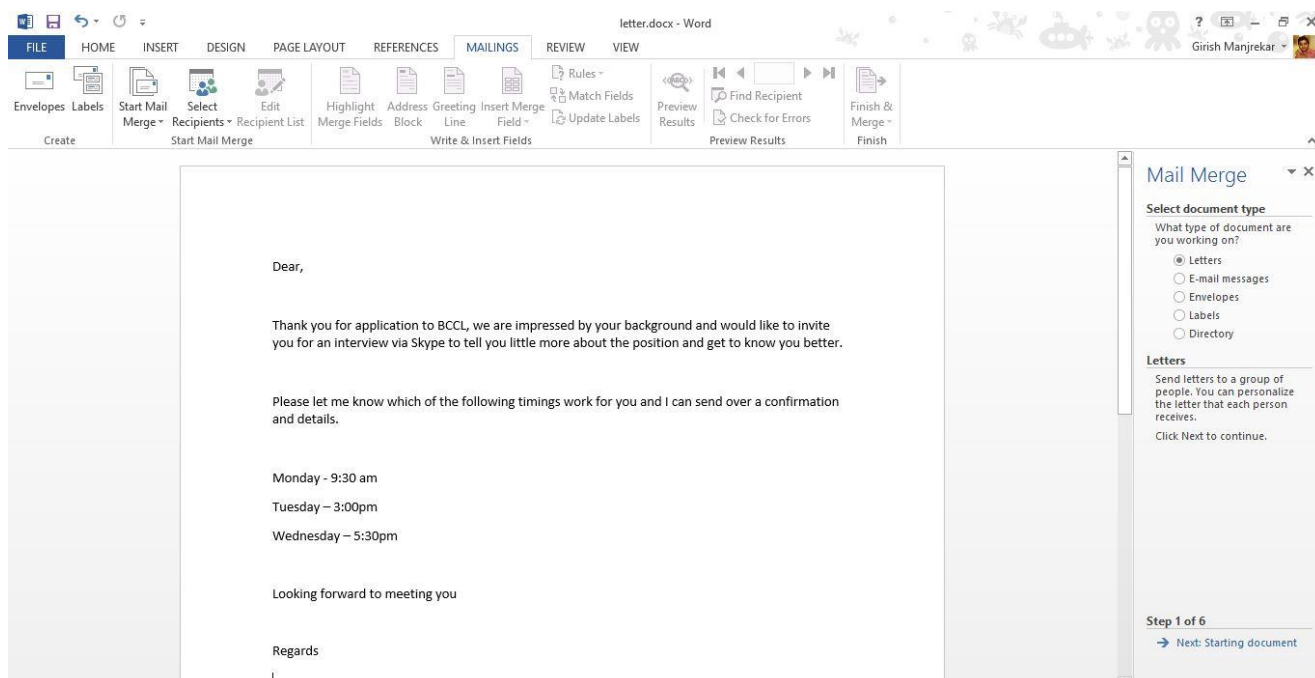 letter.docx - Word
FILE HOME INSERT DESIGN PAGE LAYOUT REFERENCES MAILINGS REVIEW VIEW
Girish Manjrekar
Envelopes Labels
Create
Start Mail Merge
Select Recipients
Edit Recipient List
Start Mail Merge
Highlight Merge Fields
Address Block
Greeting Line
Insert Merge Field
Rules
Match Fields
Update Labels
Write & Insert Fields
Preview Results
Find Recipient
Check for Errors
Preview Results
Finish & Merge
Finish
Dear,
Thank you for application to BCCL, we are impressed by your background and would like to invite
you for an interview via Skype to tell you little more about the position and get to know you better.
Please let me know which of the following timings work for you and I can send over a confirmation
and details.
Monday - 9:30 am
Tuesday – 3:00pm
Wednesday – 5:30pm
Looking forward to meeting you
Regards
Mail Merge
Select document type
What type of document are
you working on?
Letters
E-mail messages
Envelopes
Labels
Directory
Letters
Send letters to a group of
people. You can personalize
the letter that each person
receives.
Click Next to continue.
Step 1 of 6
Next: Starting document